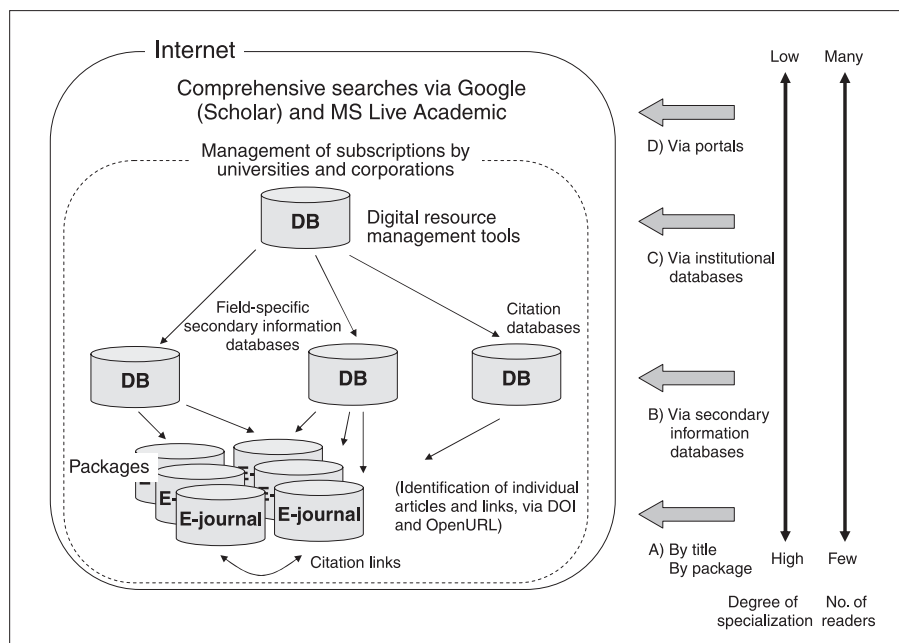 Internet
Comprehensive searches via Google
(Scholar) and MS Live Academic
Management of subscriptions by
universities and corporations
DB
Digital resource
management tools
Field-specific
secondary information
databases
Citation
databases
DB
DB
DB
Packages
E-
E-
E
E-
E-journal
E-journal
(Identification of individual
articles and links, via DOI
and OpenURL)
Citation links
D) Via portals
C) Via institutional
databases
B) Via secondary
information
databases
A) By title
By package
Low
Many
High
Few
Degree of
specialization
No. of
readers